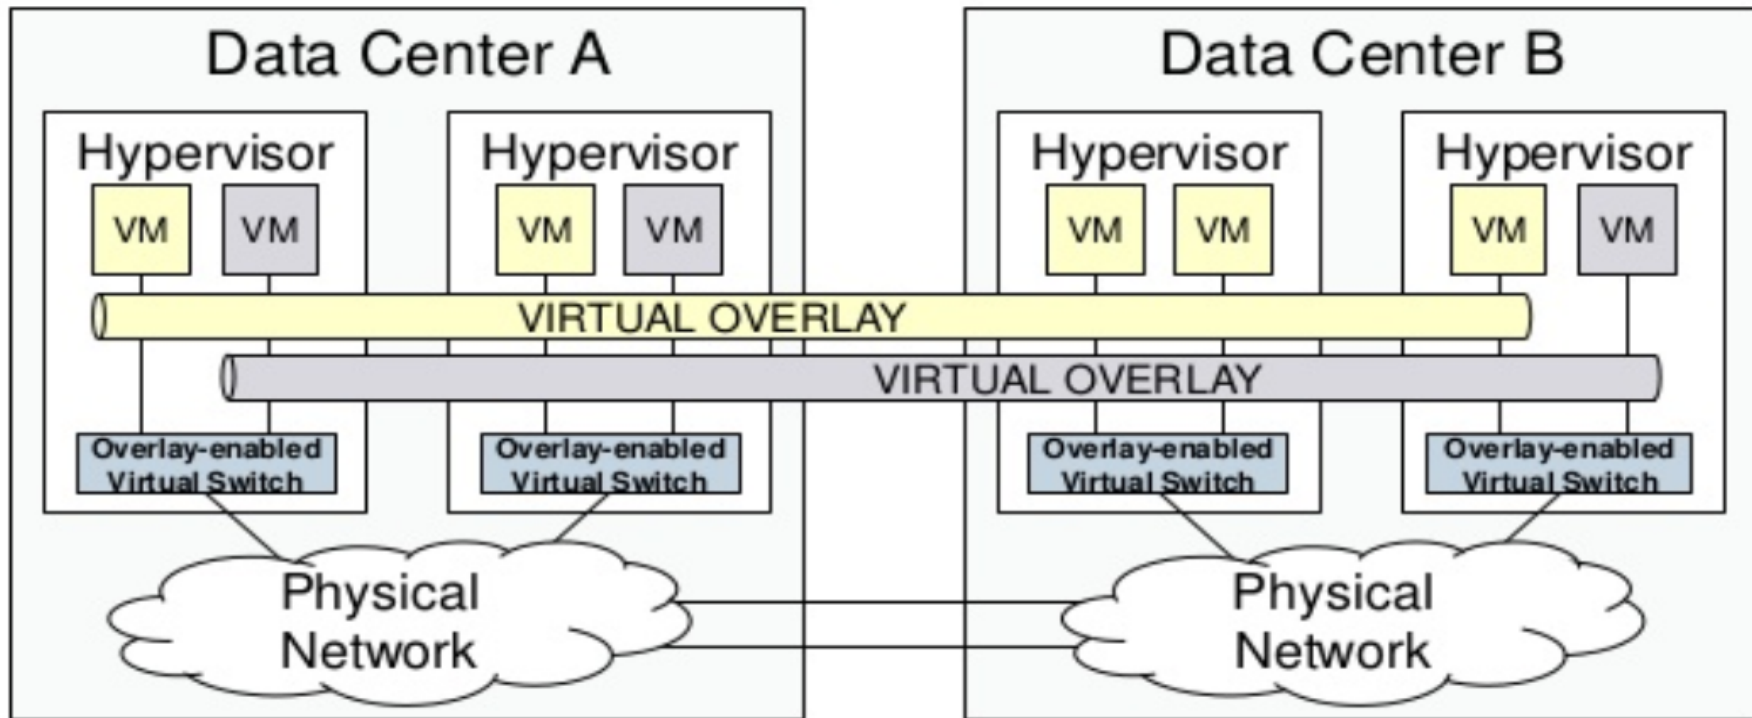 Data Center A
Data Center B
Hypervisor
Hypervisor
Hypervisor
Hypervisor
VM
VM
VM
VM
VM
VM
VM
VM
VIRTUAL OVERLAY
VIRTUAL OVERLAY
Overlay-enabled
Virtual Switch
Overlay-enabled
Virtual Switch
Overlay-enabled
Virtual Switch
Overlay-enabled
Virtual Switch
Physical
Network
Physical
Network